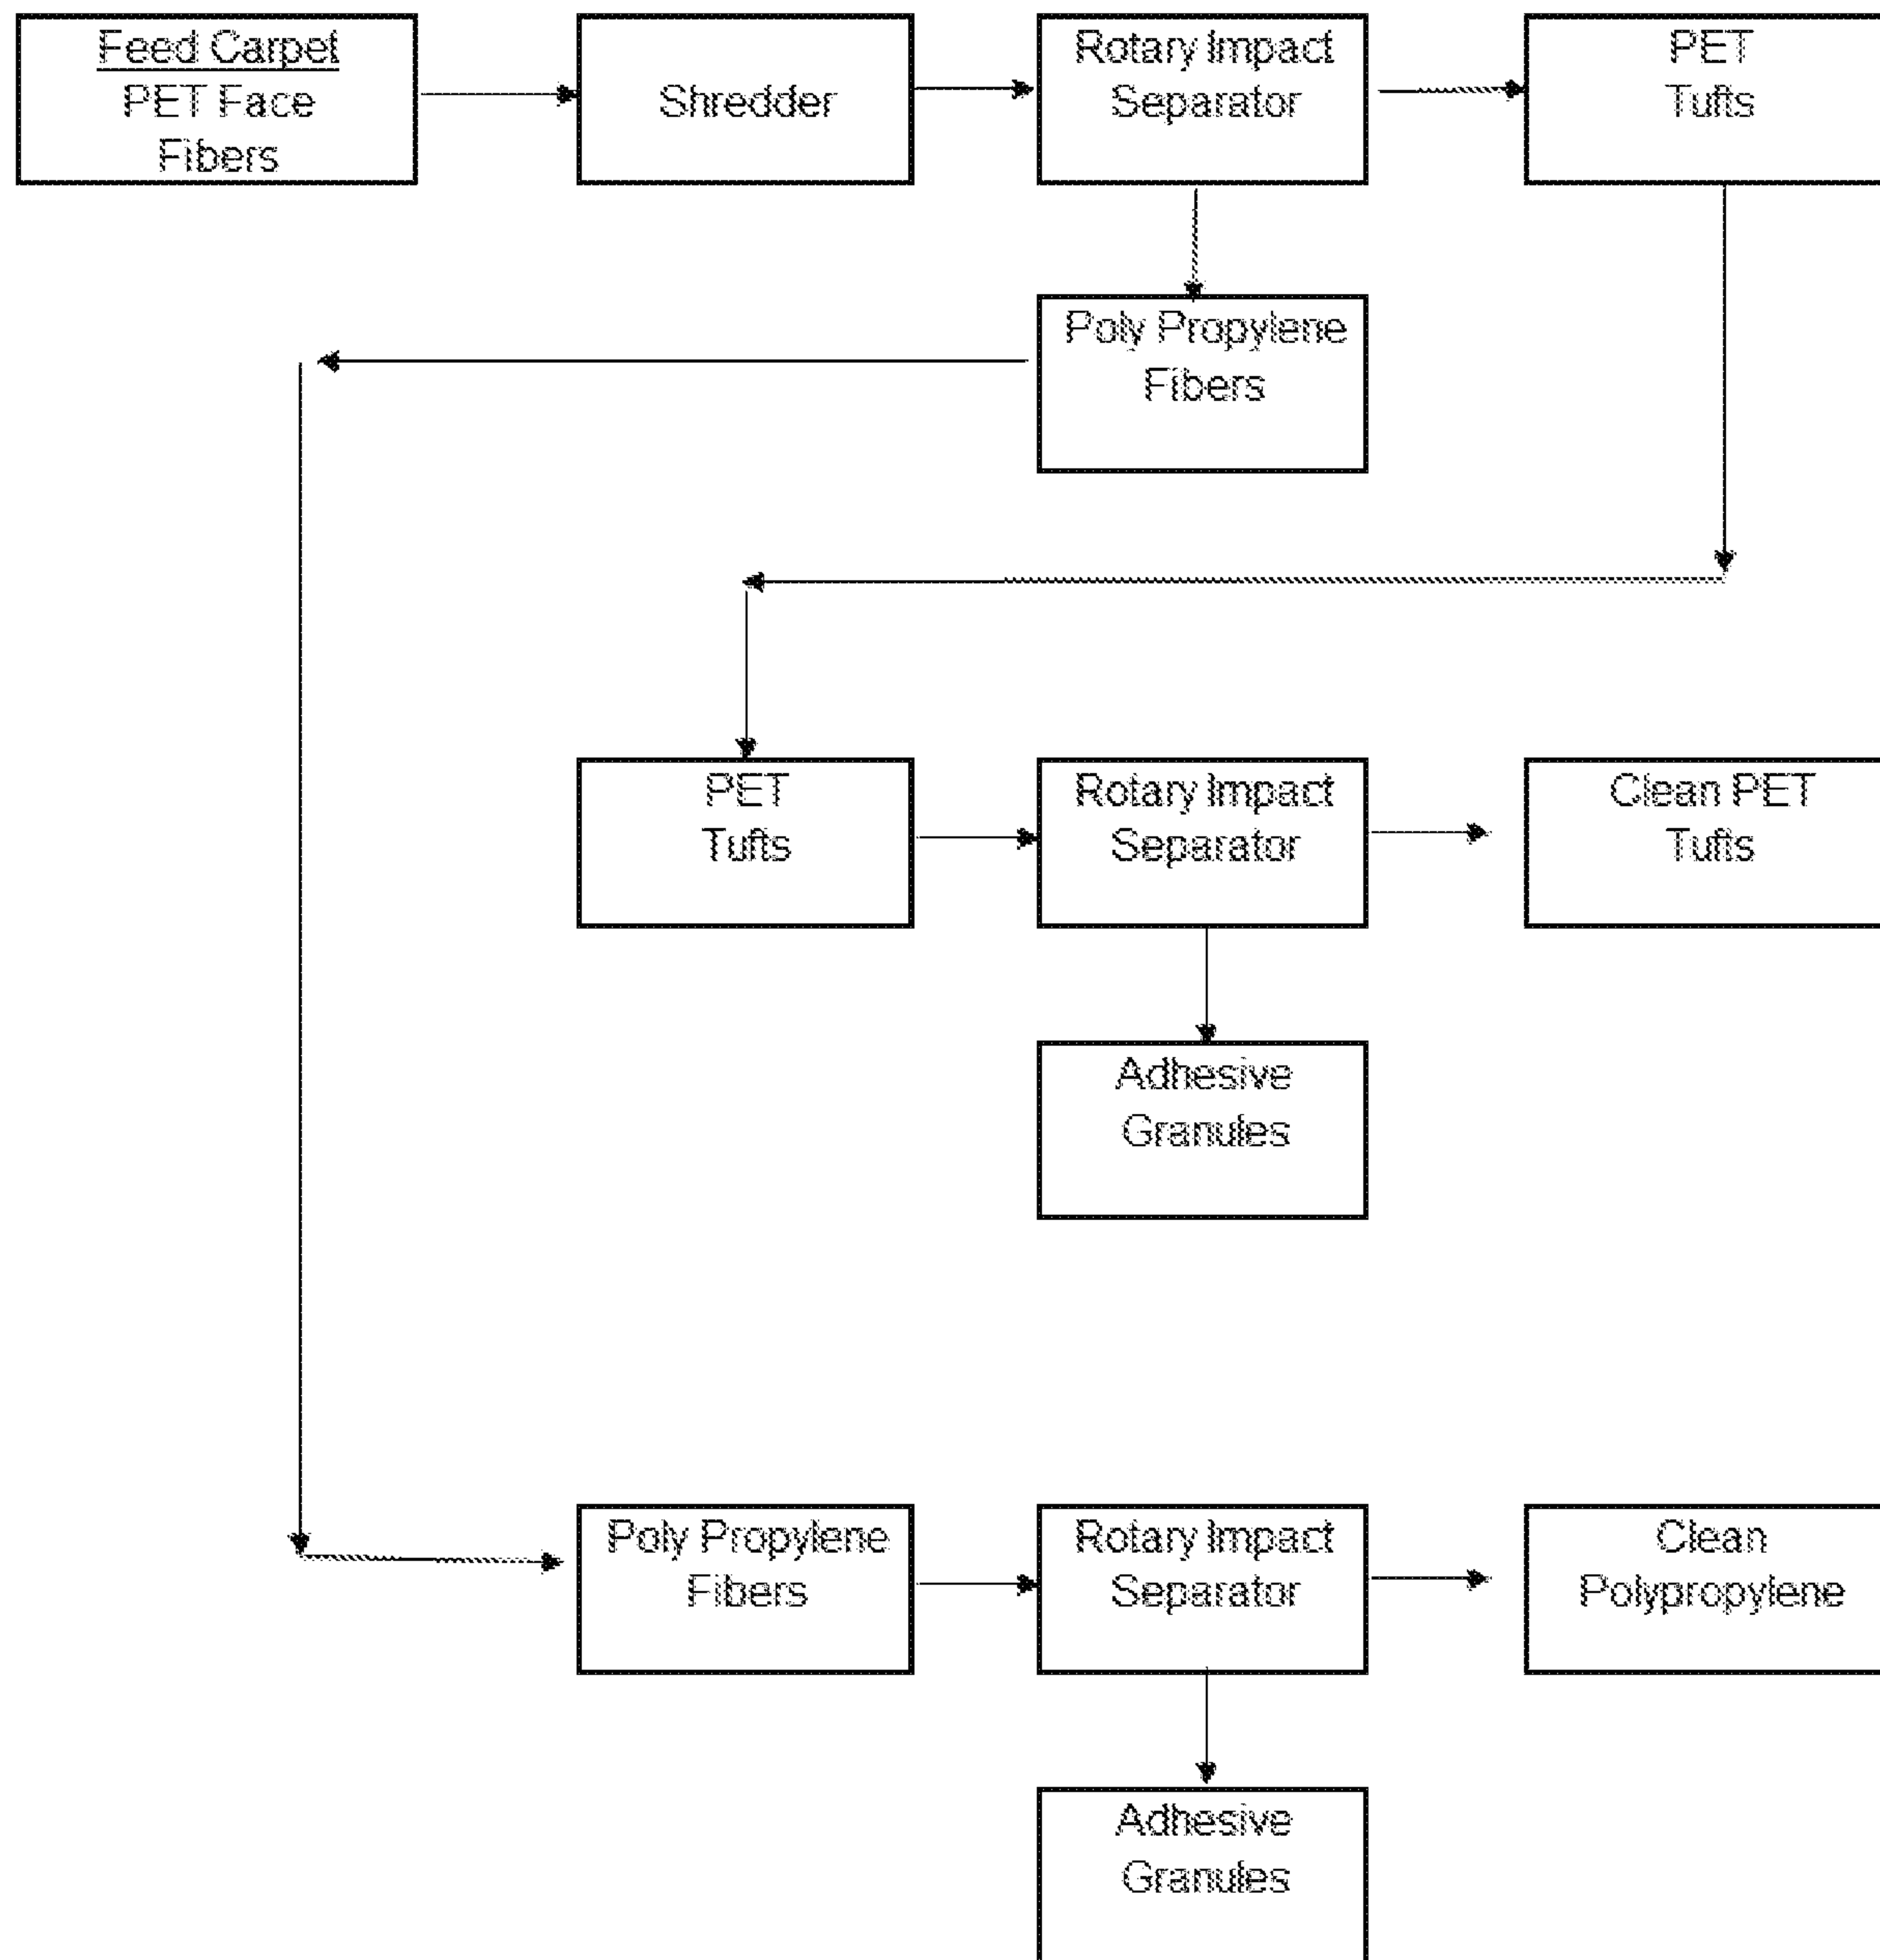 Feed Carpet
PET Face
Fibers
Shredder
Rotary Impact
Separator
PET
Tufts
Poly Propylene
Fibers
PET
Tufts
Rotary Impact
Separator
Clean PET
Tufts
Adhesive
Granules
Poly Propylene
Fibers
Rotary Impact
Separator
Clean
Polypropylene
Adhesive
Granules